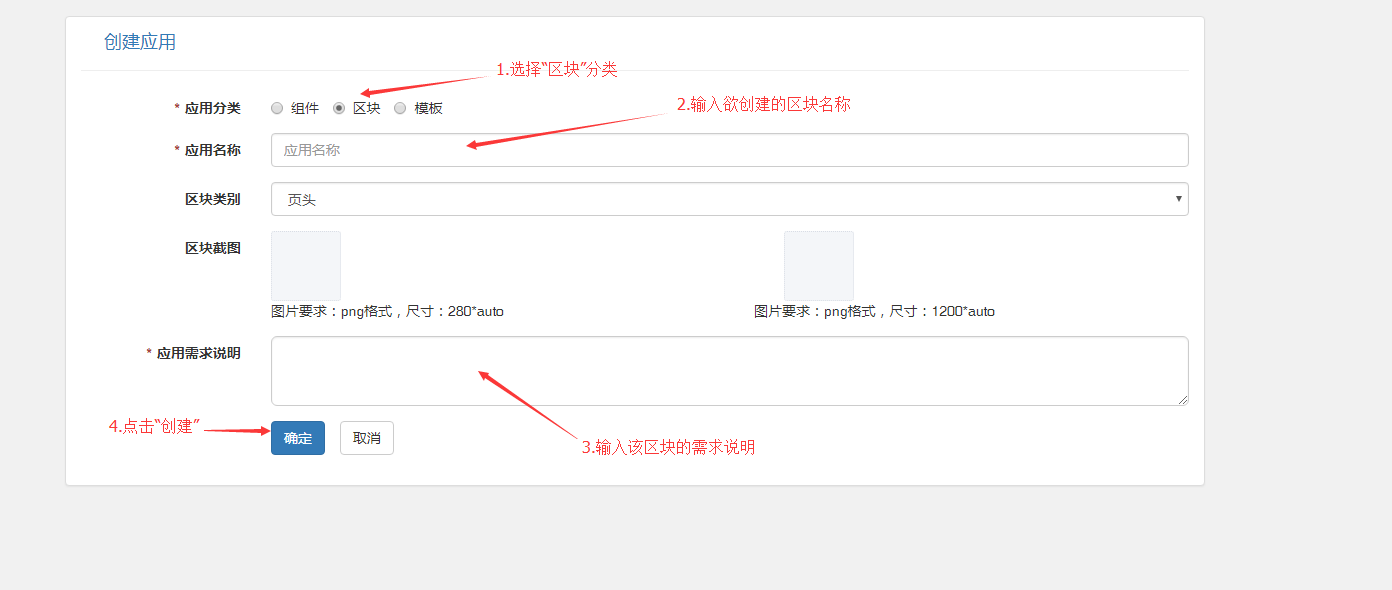 创建应用
1.选择“区块”分类
* 应用分类 组件 区块 模板
2.输入欲创建的区块名称
* 应用名称 应用名称
区块类别 页头
区块截图
图片要求：png格式，尺寸：280*auto 图片要求：png格式，尺寸：1200*auto
* 应用需求说明
4.点击“创建”
确定 取消
3.输入该区块的需求说明